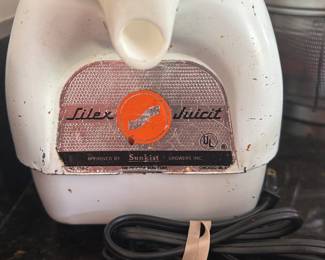 Silex Juicit
UL ®
APPROVED BY Sunkist GROWERS INC.